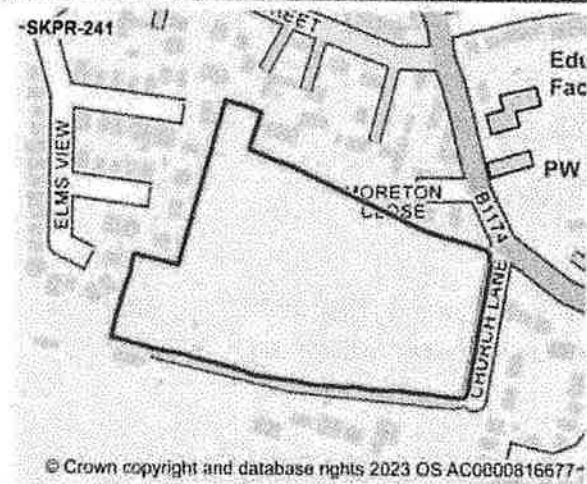 -SKPR-241
REET
Edu
Fac
ELMS VIEW
MORETON
CLOSE
B1174
PW
CHURCH LANE
© Crown copyright and database rights 2023 OS AC0000816677